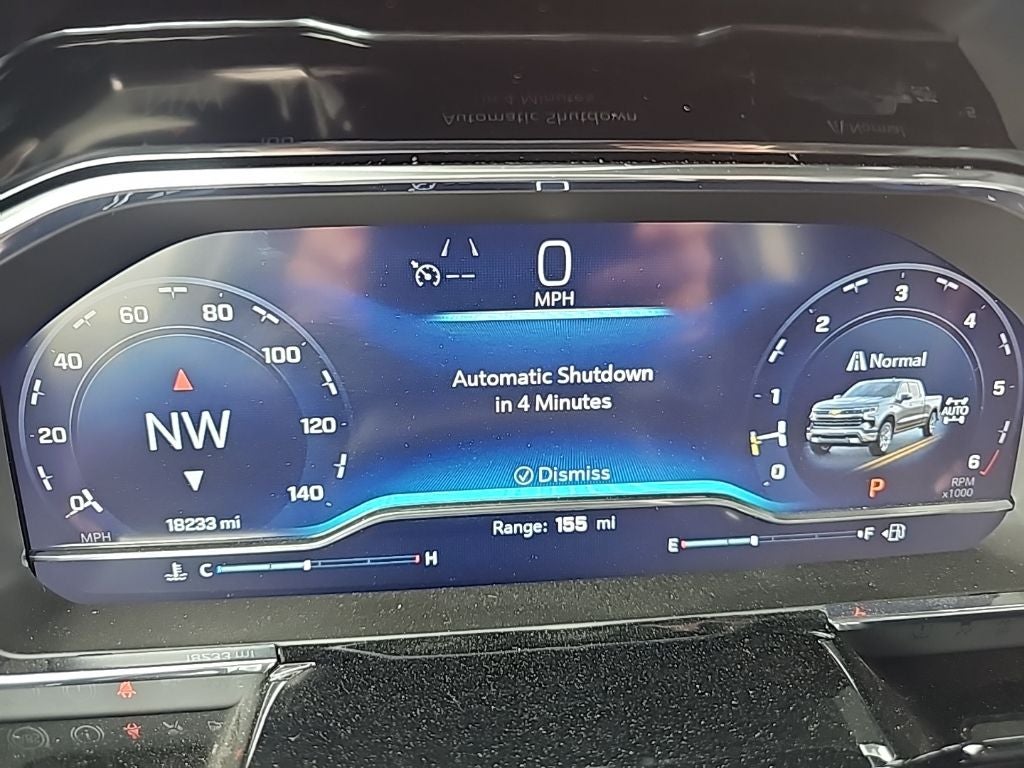 0
MPH
60
80
40
100
20
120
0
140
MPH
NW
18233 mi
Automatic Shutdown
in 4 Minutes
Dismiss
Range: 155 mi
C
H
3
2
4
1
5
0
6
Normal
AUTO
P
RPM
x1000
E
F